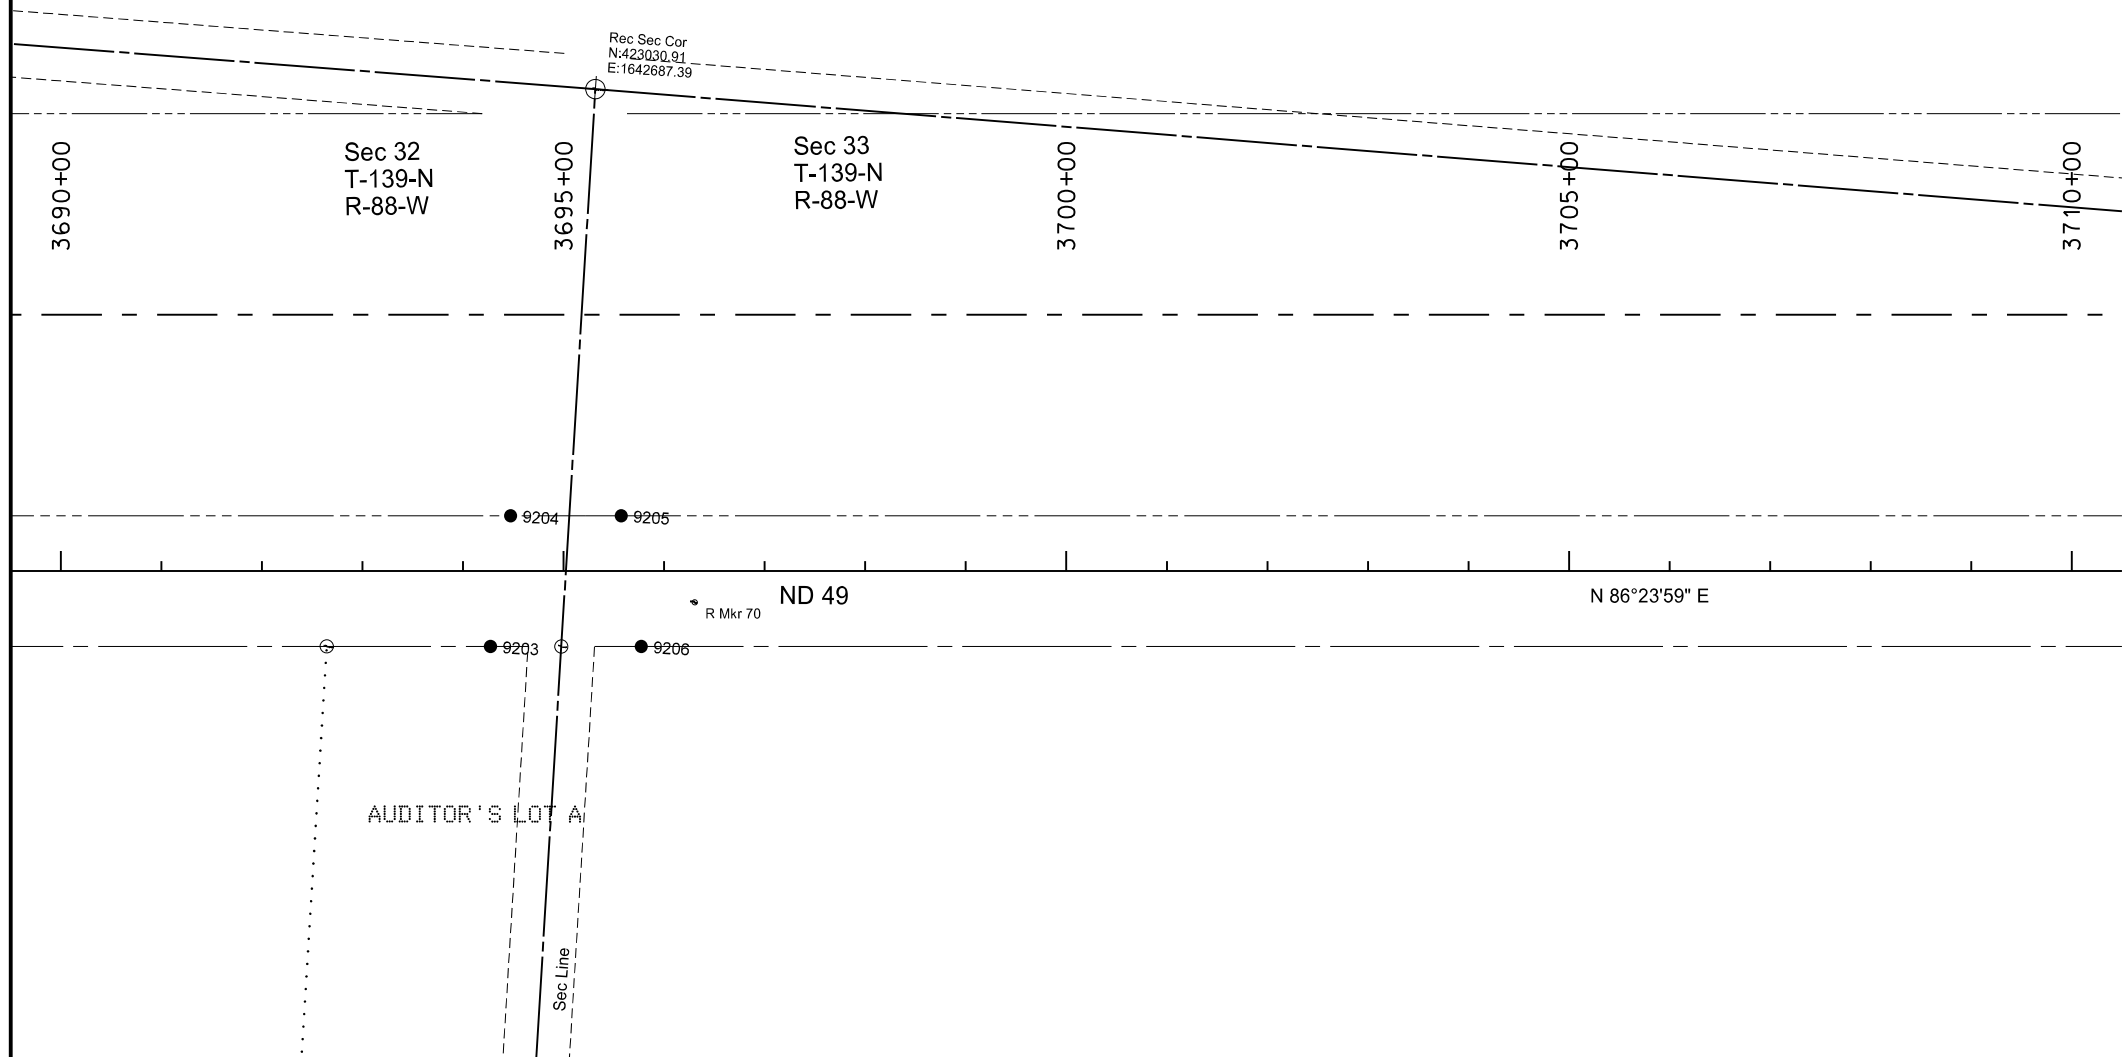 Rec Sec Cor
N:423030.91
E:1642687.39
Sec 32
T-139-N
R-88-W
Sec 33
T-139-N
R-88-W
3690+00
3695+00
3700+00
3705+00
3710+00
9204
9205
ND 49
N 86°23'59" E
R Mkr 70
9203
9206
AUDITOR'S LOT A
Sec Line